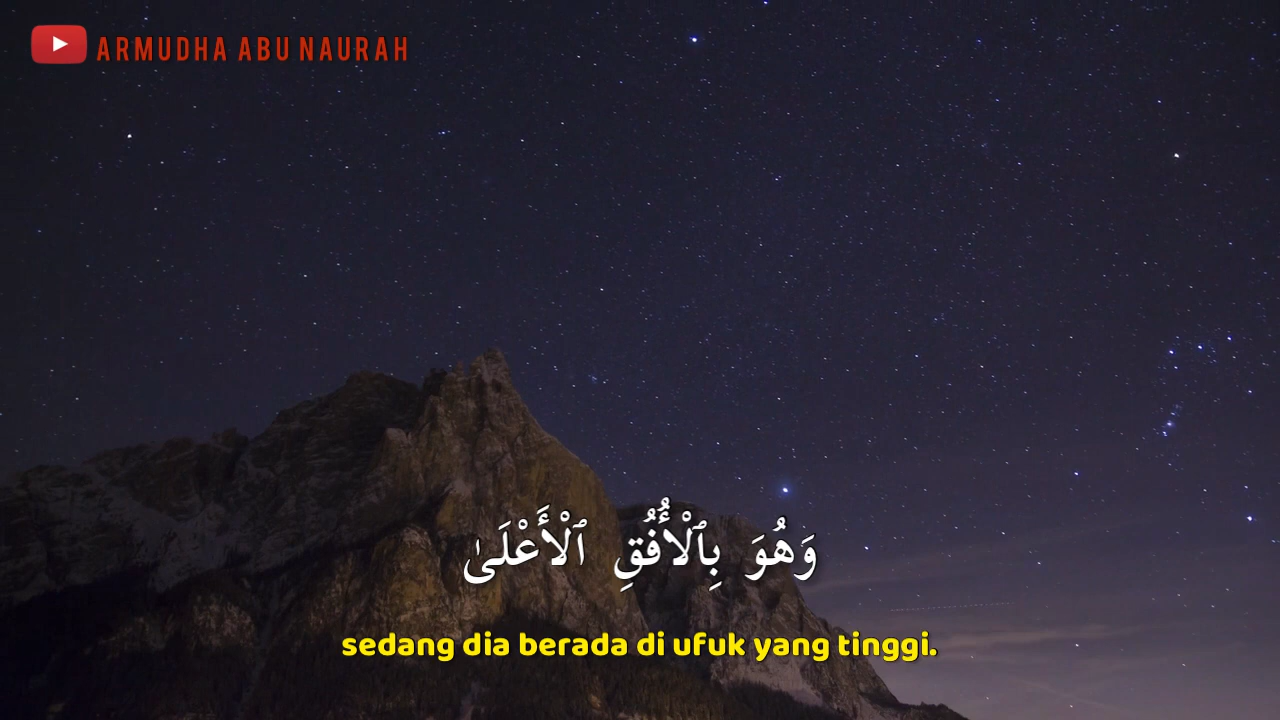 ARMUDHA ABU NAURAH
وَهُوَ بِٱلْأُفُقِ ٱلْأَعْلَىٰ
sedang dia berada di ufuk yang tinggi.